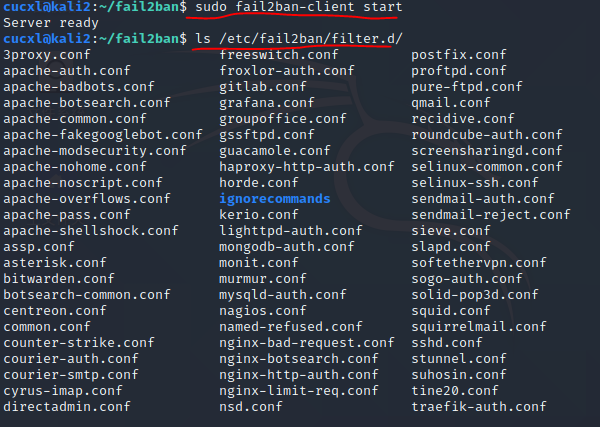 cucxl@kali2:~/fail2ban$ sudo fail2ban-client start
Server ready
cucxl@kali2:~/fail2ban$ ls /etc/fail2ban/filter.d/
3proxy.conf freeswitch.conf postfix.conf
apache-auth.conf froxlor-auth.conf proftpd.conf
apache-badbots.conf gitlab.conf pure-ftpd.conf
apache-botsearch.conf grafana.conf qmail.conf
apache-common.conf groupoffice.conf recidive.conf
apache-fakegooglebot.conf gssftpd.conf roundcube-auth.conf
apache-modsecurity.conf guacamole.conf screensharingd.conf
apache-nohome.conf haproxy-http-auth.conf selinux-common.conf
apache-noscript.conf horde.conf selinux-ssh.conf
apache-overflows.conf ignorecommands sendmail-auth.conf
apache-pass.conf kerio.conf sendmail-reject.conf
apache-shellshock.conf lighttpd-auth.conf sieve.conf
assp.conf mongodb-auth.conf slapd.conf
asterisk.conf monit.conf softethervpn.conf
bitwarden.conf murmur.conf sogo-auth.conf
botsearch-common.conf mysqld-auth.conf solid-pop3d.conf
centreon.conf nagios.conf squid.conf
common.conf named-refused.conf squirrelmail.conf
counter-strike.conf nginx-bad-request.conf sshd.conf
courier-auth.conf nginx-botsearch.conf stunnel.conf
courier-smtp.conf nginx-http-auth.conf suhosin.conf
cyrus-imap.conf nginx-limit-req.conf tine20.conf
directadmin.conf nsd.conf traefik-auth.conf